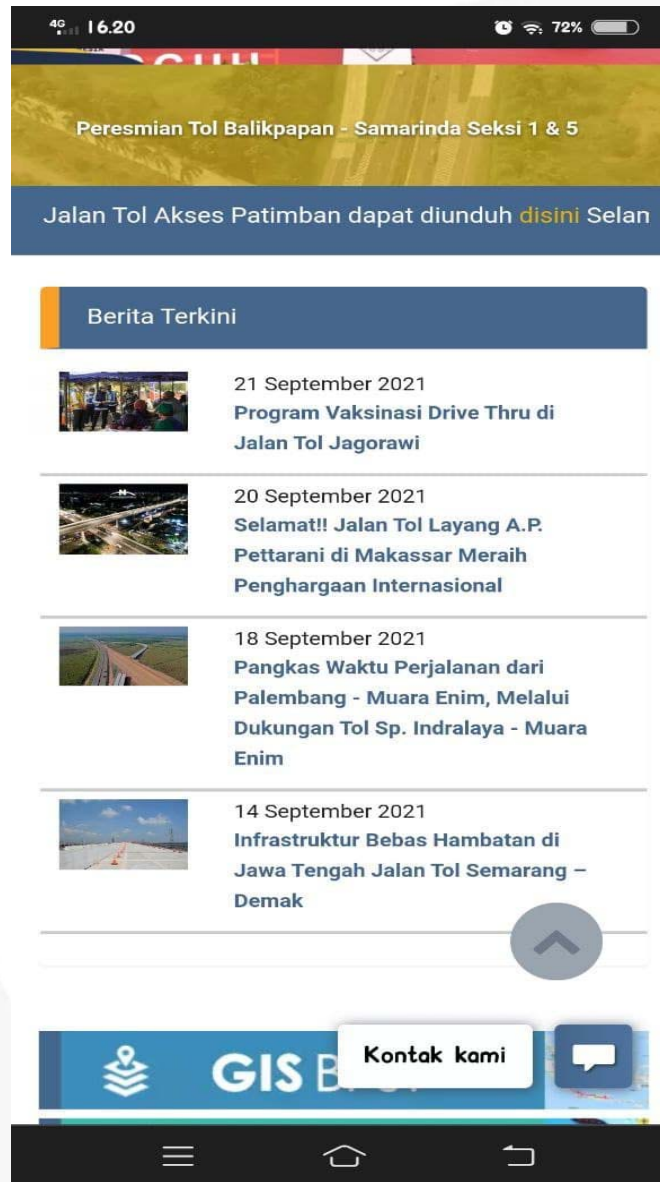 4G 16.20 72%
Peresmian Tol Balikpapan - Samarinda Seksi 1 & 5
Jalan Tol Akses Patimban dapat diunduh disini Selam
Berita Terkini
21 September 2021
Program Vaksinasi Drive Thru di
Jalan Tol Jagorawi
20 September 2021
Selamat!! Jalan Tol Layang A.P.
Pettarani di Makassar Meraih
Penghargaan Internasional
18 September 2021
Pangkas Waktu Perjalanan dari
Palembang - Muara Enim, Melalui
Dukungan Tol Sp. Indralaya - Muara
Enim
14 September 2021
Infrastruktur Bebas Hambatan di
Jawa Tengah Jalan Tol Semarang –
Demak
GIS
Kontak kami